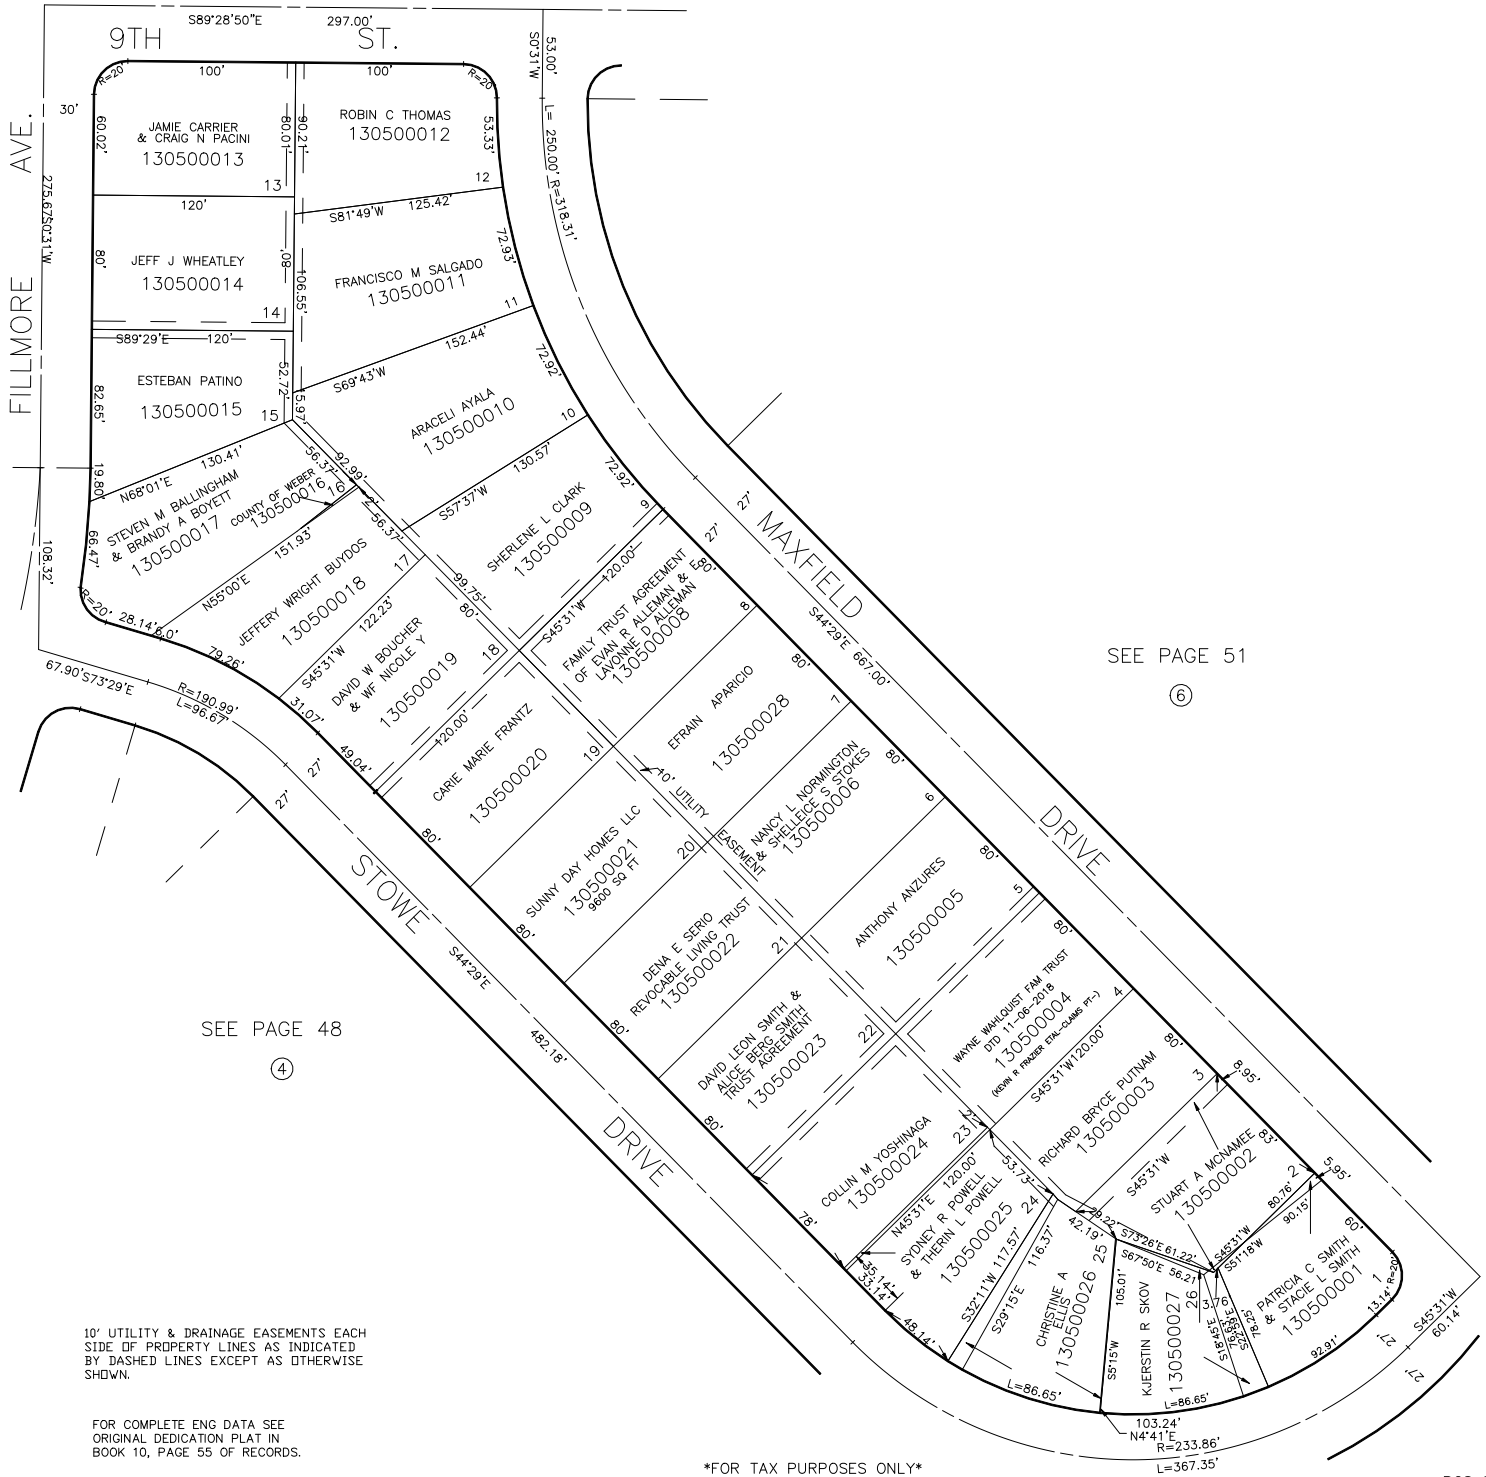 S89°28'50"E 297.00'
9TH ST.
FILLMORE AVE.
30'
275.67'S0°31'W
108.32'
67.90'S73°29'E
R=190.99'
L=96.67'
S0°31'W
53.00'
L= 250.00' R=318.31'
R=20'
100'
100'
R=20'
60.02'
JAMIE CARRIER
& CRAIG N PACINI
130500013
13
80.01'
90.21'
ROBIN C THOMAS
130500012
12
53.33'
120'
S81°49'W 125.42'
80'
JEFF J WHEATLEY
130500014
14
80'
106.55'
FRANCISCO M SALGADO
130500011
11
72.93'
S89°29'E 120'
S69°43'W 152.44'
82.65'
ESTEBAN PATINO
130500015
15
52.72'
15.97'
ARACELI AYALA
130500010
10
72.92'
N68°01'E 130.41'
19.80'
66.47'
STEVEN M BALLINGHAM
& BRANDY A BOYETT
130500017
COUNTY OF WEBER
130500016
16
56.37'
92.99'
2'
S57°37'W 130.57'
SHERLENE L CLARK
130500009
9
72.92'
R=20'
28.14'
6.0'
N55°00'E 151.93'
JEFFERY WRIGHT BUYDOS
130500018
17
56.37'
99.75'
79.26'
S45°31'W 122.23'
DAVID W BOUCHER
& WF NICOLE Y
130500019
18
80'
31.07'
49.04'
120.00'
S45°31'W 120.00'
FAMILY TRUST AGREEMENT
OF EVAN R ALLEMAN & E
LAVONNE D ALLEMAN
130500008
8
80'
27'
27'
MAXFIELD DRIVE
S44°29'E 667.00'
SEE PAGE 51
6
CARIE MARIE FRANTZ
130500020
19
80'
EFRAIN APARICIO
130500028
7
80'
10' UTILITY EASEMENT
SUNNY DAY HOMES LLC
130500021
9600 SQ FT
20
80'
NANCY L NORMINGTON
& SHELLEICE S STOKES
130500006
6
80'
27'
27'
STOWE DRIVE
S44°29'E 482.18'
SEE PAGE 48
4
DENA E SERIO
REVOCABLE LIVING TRUST
130500022
21
80'
ANTHONY ANZURES
130500005
5
80'
DAVID LEON SMITH &
ALICE BERG SMITH
TRUST AGREEMENT
130500023
22
80'
WAYNE WAHLQUIST FAM TRUST
DTD 11-06-2018
130500004
(KEVIN R FRAZIER ETAL-CLAIMS PT-)
4
80'
S45°31'W 120.00'
COLLIN M YOSHINAGA
130500024
23
2'
78'
RICHARD BRYCE PUTNAM
130500003
3
80'
8.95'
N45°31'E 120.00'
SYDNEY R POWELL
& THERIN L POWELL
130500025
24
53.73'
35.14'
33.14'
48.14'
S32°11'W 117.57'
S29°15'E 116.37'
S45°31'W
STUART A MCNAMEE
130500002
2
83'
5.95'
29.22'
42.19'
S73°26'E 61.22'
S67°50'E 56.21'
S45°31'W 80.76'
S51°18'W 90.15'
CHRISTINE A
ELLIS
130500026
25
L=86.65'
105.01'
S5°15'W
KJERSTIN R SKOV
130500027
26
L=86.65'
3.76
S18°45'E 76.63'
S22°59'E 78.25'
PATRICIA C SMITH
& STACIE L SMITH
130500001
1
60'
R=20'
13.14'
92.91'
27'
27'
S45°31'W
60.14'
103.24'
N4°41'E
R=233.86'
L=367.35'
10' UTILITY & DRAINAGE EASEMENTS EACH
SIDE OF PROPERTY LINES AS INDICATED
BY DASHED LINES EXCEPT AS OTHERWISE
SHOWN.
FOR COMPLETE ENG DATA SEE
ORIGINAL DEDICATION PLAT IN
BOOK 10, PAGE 55 OF RECORDS.
*FOR TAX PURPOSES ONLY*